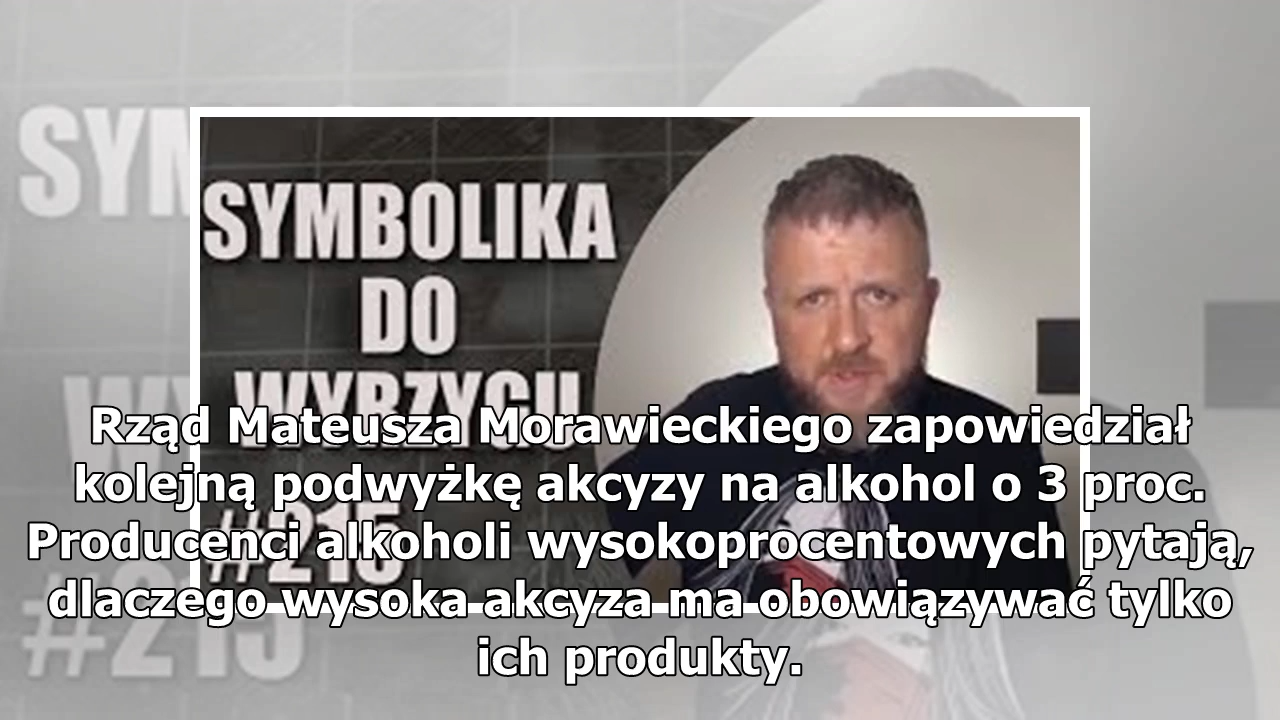 SYMBOLIKA
DO
WYRZYGU
#215
Rząd Mateusza Morawieckiego zapowiedział
kolejną podwyżkę akcyzy na alkohol o 3 proc.
Producenci alkoholi wysokoprocentowych pytają,
dlaczego wysoka akcyza ma obowiązywać tylko
ich produkty.